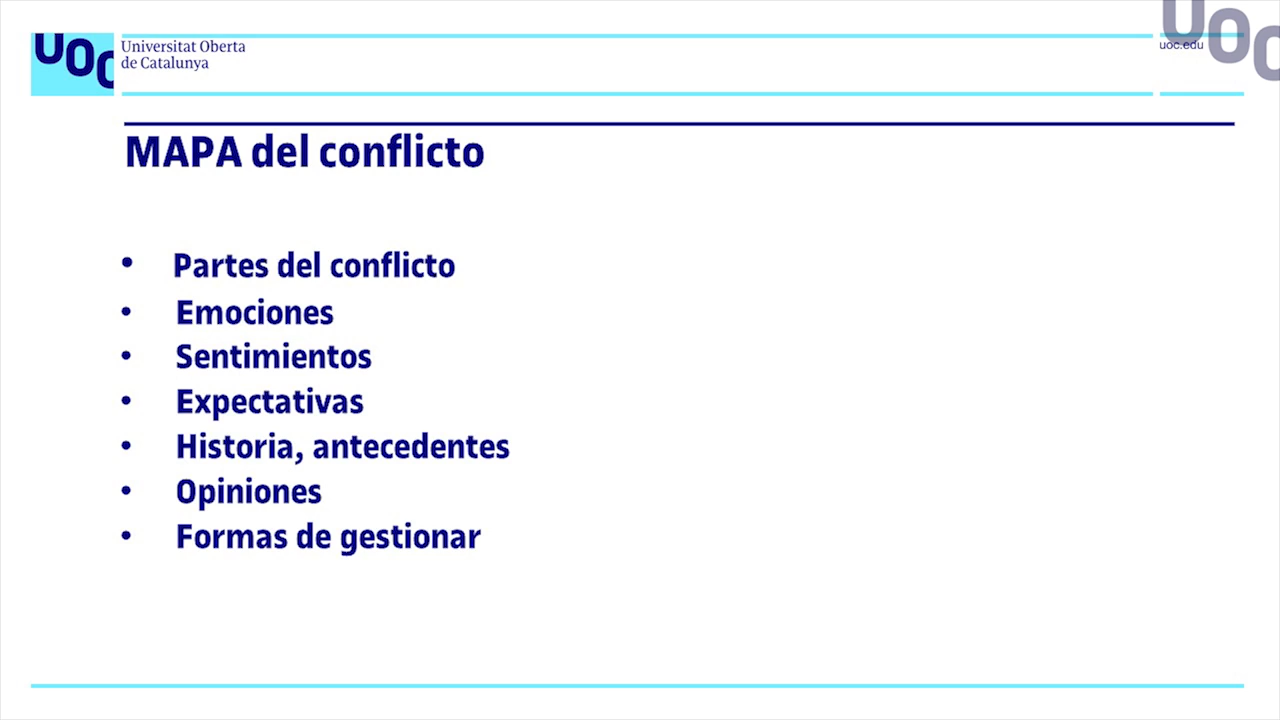 UOC
Universitat Oberta
de Catalunya
uoc.edu
UOC
MAPA del conflicto
• Partes del conflicto
• Emociones
• Sentimientos
• Expectativas
• Historia, antecedentes
• Opiniones
• Formas de gestionar